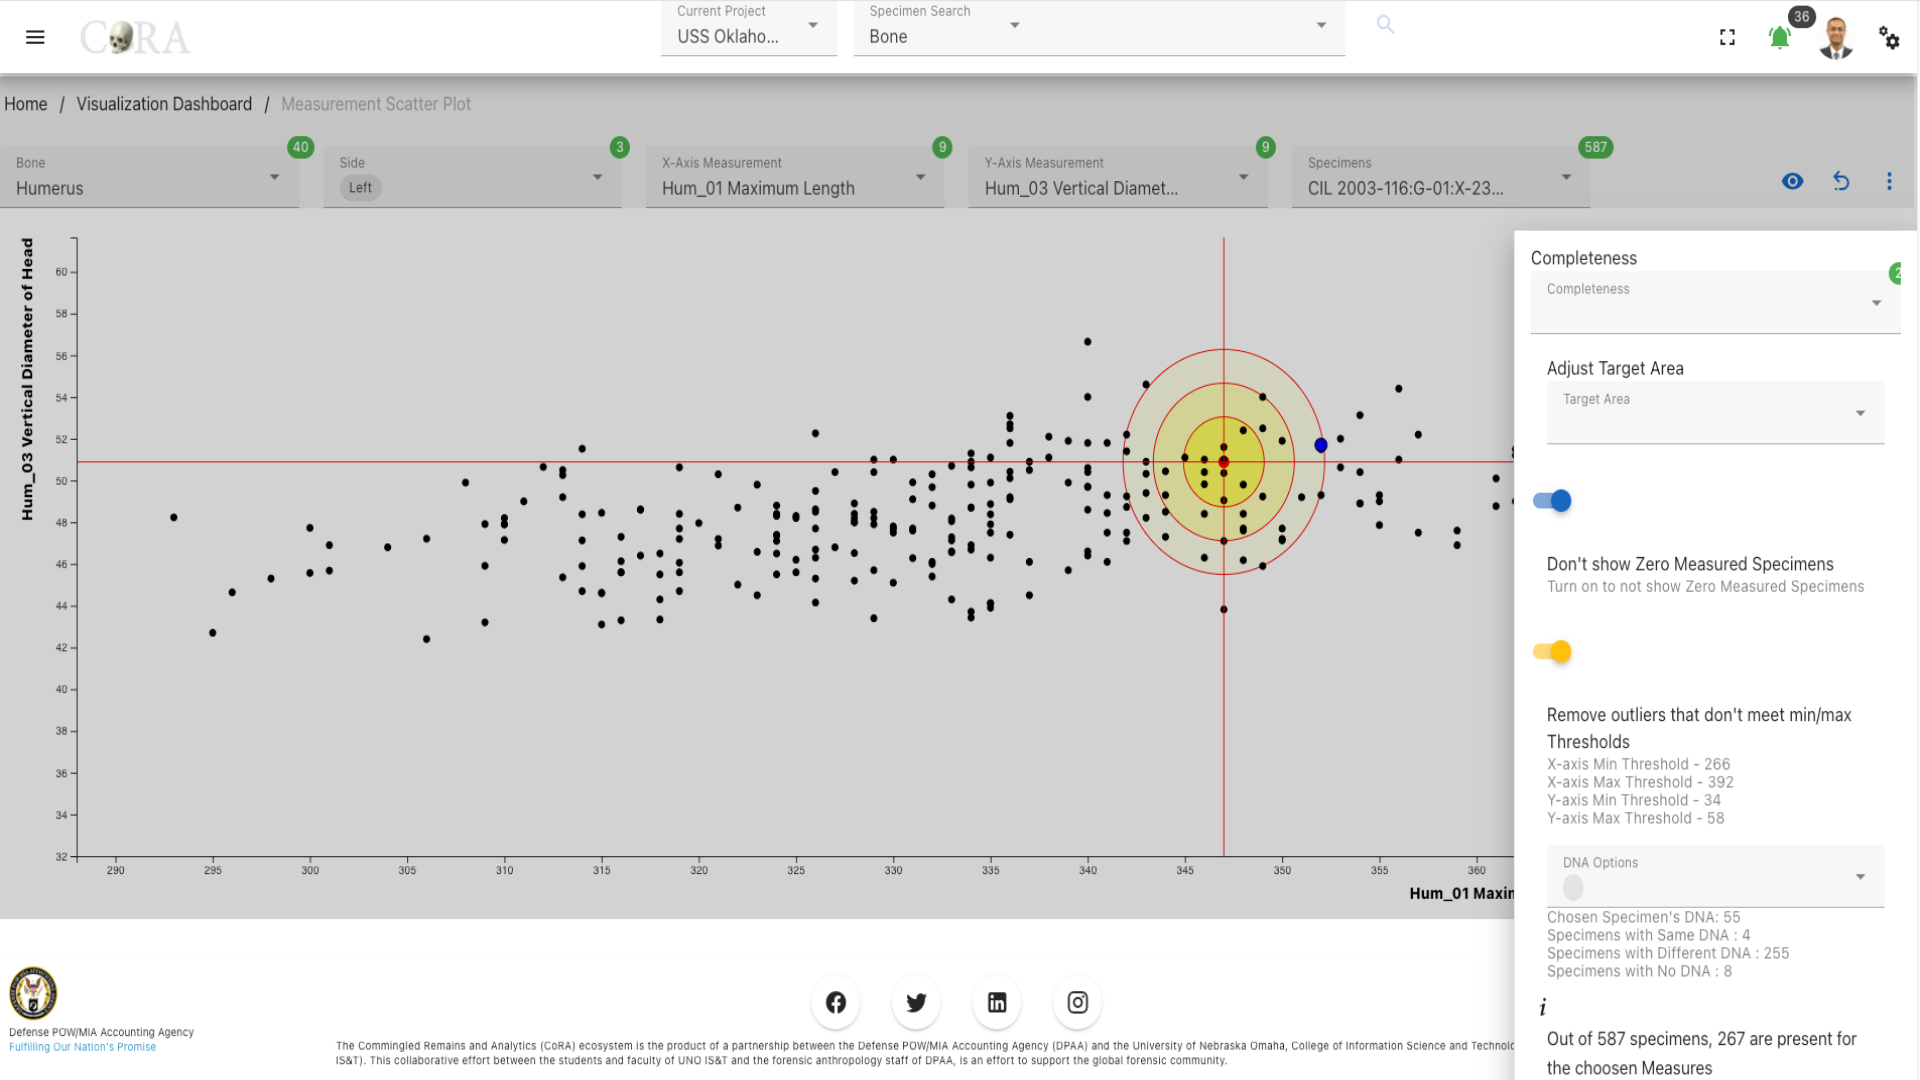 CORA
Current Project
USS Oklaho...
Specimen Search
Bone
36
Home / Visualization Dashboard / Measurement Scatter Plot
Bone
Humerus
40
Side
Left
3
X-Axis Measurement
Hum_01 Maximum Length
9
Y-Axis Measurement
Hum_03 Vertical Diamet...
9
Specimens
CIL 2003-116:G-01:X-23...
587
Hum_03 Vertical Diameter of Head
60
58
56
54
52
50
48
46
44
42
40
38
36
34
32
290 295 300 305 310 315 320 325 330 335 340 345 350 355 360
Hum_01 Maxin
Completeness
2
Completeness
Adjust Target Area
Target Area
Don't show Zero Measured Specimens
Turn on to not show Zero Measured Specimens
Remove outliers that don't meet min/max
Thresholds
X-axis Min Threshold - 266
X-axis Max Threshold - 392
Y-axis Min Threshold - 34
Y-axis Max Threshold - 58
DNA Options
Chosen Specimen's DNA: 55
Specimens with Same DNA : 4
Specimens with Different DNA : 255
Specimens with No DNA : 8
i
Out of 587 specimens, 267 are present for
the choosen Measures
Defense POW/MIA Accounting Agency
Fulfilling Our Nation's Promise
The Commingled Remains and Analytics (CoRA) ecosystem is the product of a partnership between the Defense POW/MIA Accounting Agency (DPAA) and the University of Nebraska Omaha, College of Information Science and Technolo
IS&T). This collaborative effort between the students and faculty of UNO IS&T and the forensic anthropology staff of DPAA, is an effort to support the global forensic community.